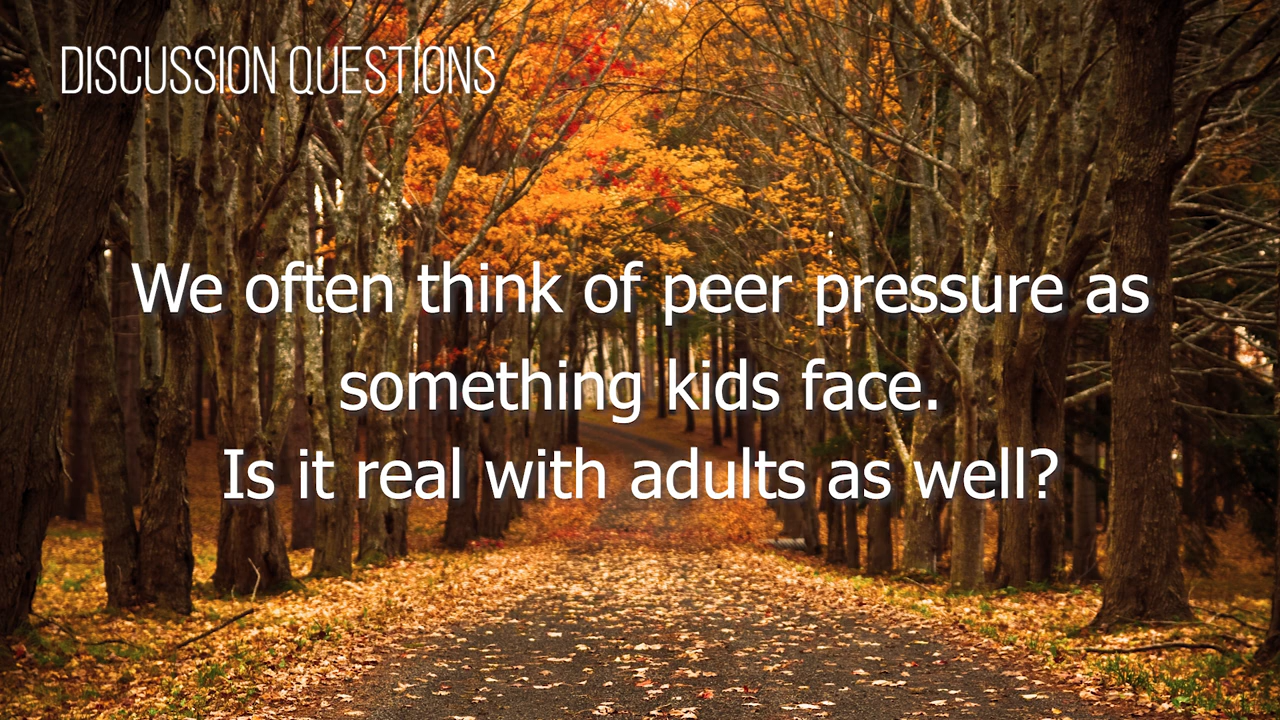 DISCUSSION QUESTIONS
We often think of peer pressure as
something kids face.
Is it real with adults as well?